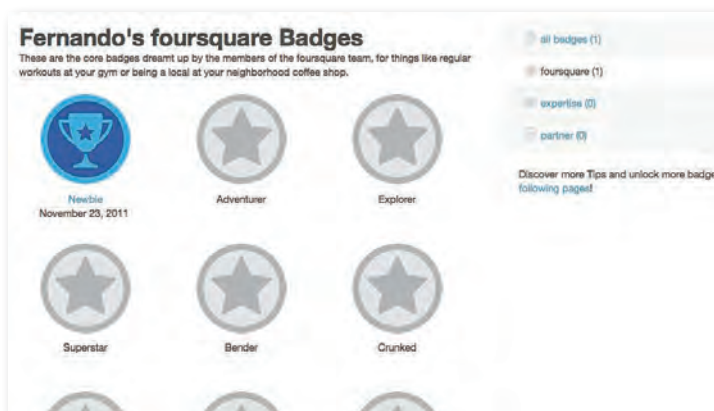 Fernando's foursquare Badges
These are the core badges dreamt up by the members of the foursquare team, for things like regular
workouts at your gym or being a local at your neighborhood coffee shop.
Newbie
November 23, 2011
Adventurer
Explorer
Superstar
Bender
Crunked
all badges (1)
foursquare (1)
expertise (0)
partner (0)
Discover more Tips and unlock more badge
following pages!